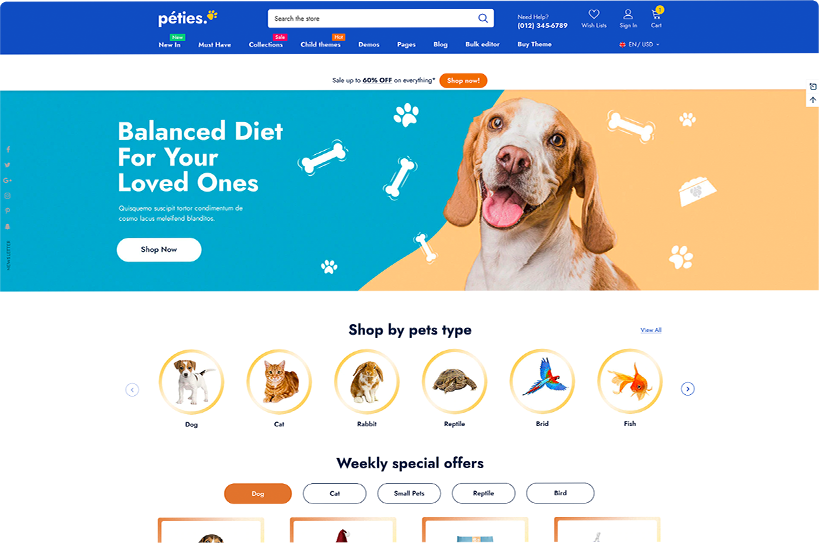 péties.
Search the store
Need Help?
(012) 345-6789
Wish Lists
Sign In
1
Cart
New
Sale
Hot
New In
Must Have
Collections
Child themes
Demos
Pages
Blog
Bulk editor
Buy Theme
EN / USD
Sale up to 60% OFF on everything*
Shop now!
Balanced Diet
For Your
Loved Ones
Quisquemo suscipit tortor condimentum de
cosmo lacus meleifend blanditos.
Shop Now
NEWSLETTER
Shop by pets type
View All
Dog
Cat
Rabbit
Reptile
Brid
Fish
Weekly special offers
Dog
Cat
Small Pets
Reptile
Bird